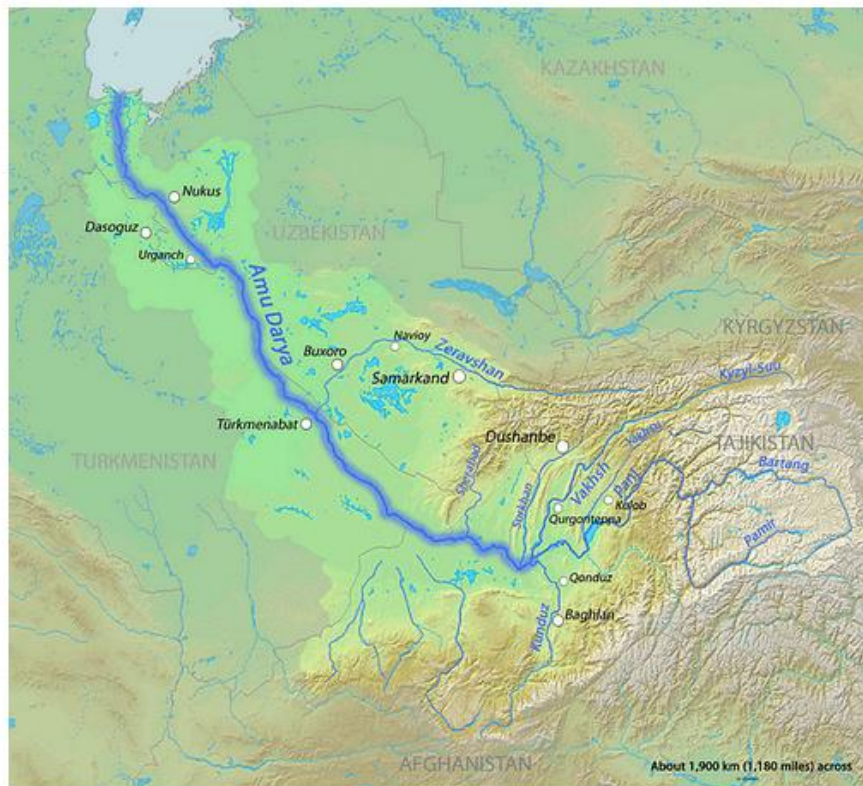 KAZAKHSTAN
Nukus
Dasoguz
UZBEKISTAN
Urganch
Amu Darya
KYRGYZSTAN
Navioy
Buxoro
Zeravshan
Samarkand
Kyzyl-Suu
Türkmenabat
Dushanbe
TAJIKISTAN
TURKMENISTAN
Bartang
Vakhsh
Panj
Kolob
Surkhan
Qurgonteppa
Pamir
Qonduz
Baghlan
Kunduz
AFGHANISTAN
About 1,900 km (1,180 miles) across